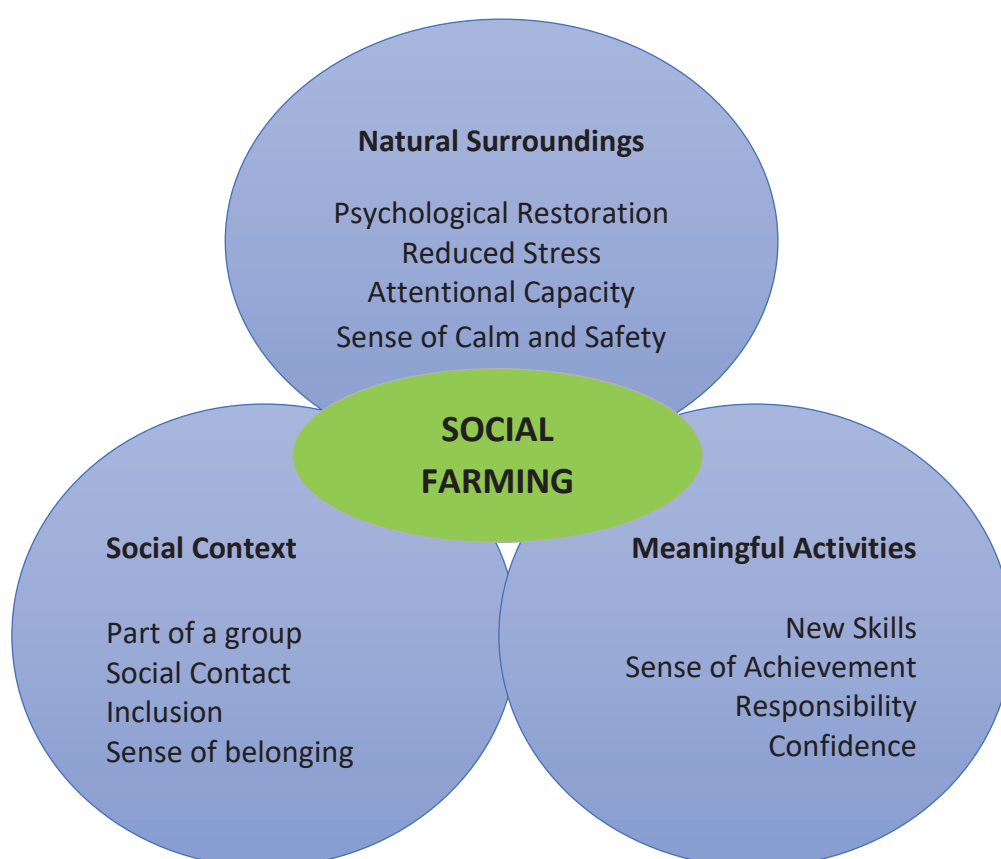 Natural Surroundings
Psychological Restoration
Reduced Stress
Attentional Capacity
Sense of Calm and Safety
SOCIAL
FARMING
Social Context
Part of a group
Social Contact
Inclusion
Sense of belonging
Meaningful Activities
New Skills
Sense of Achievement
Responsibility
Confidence